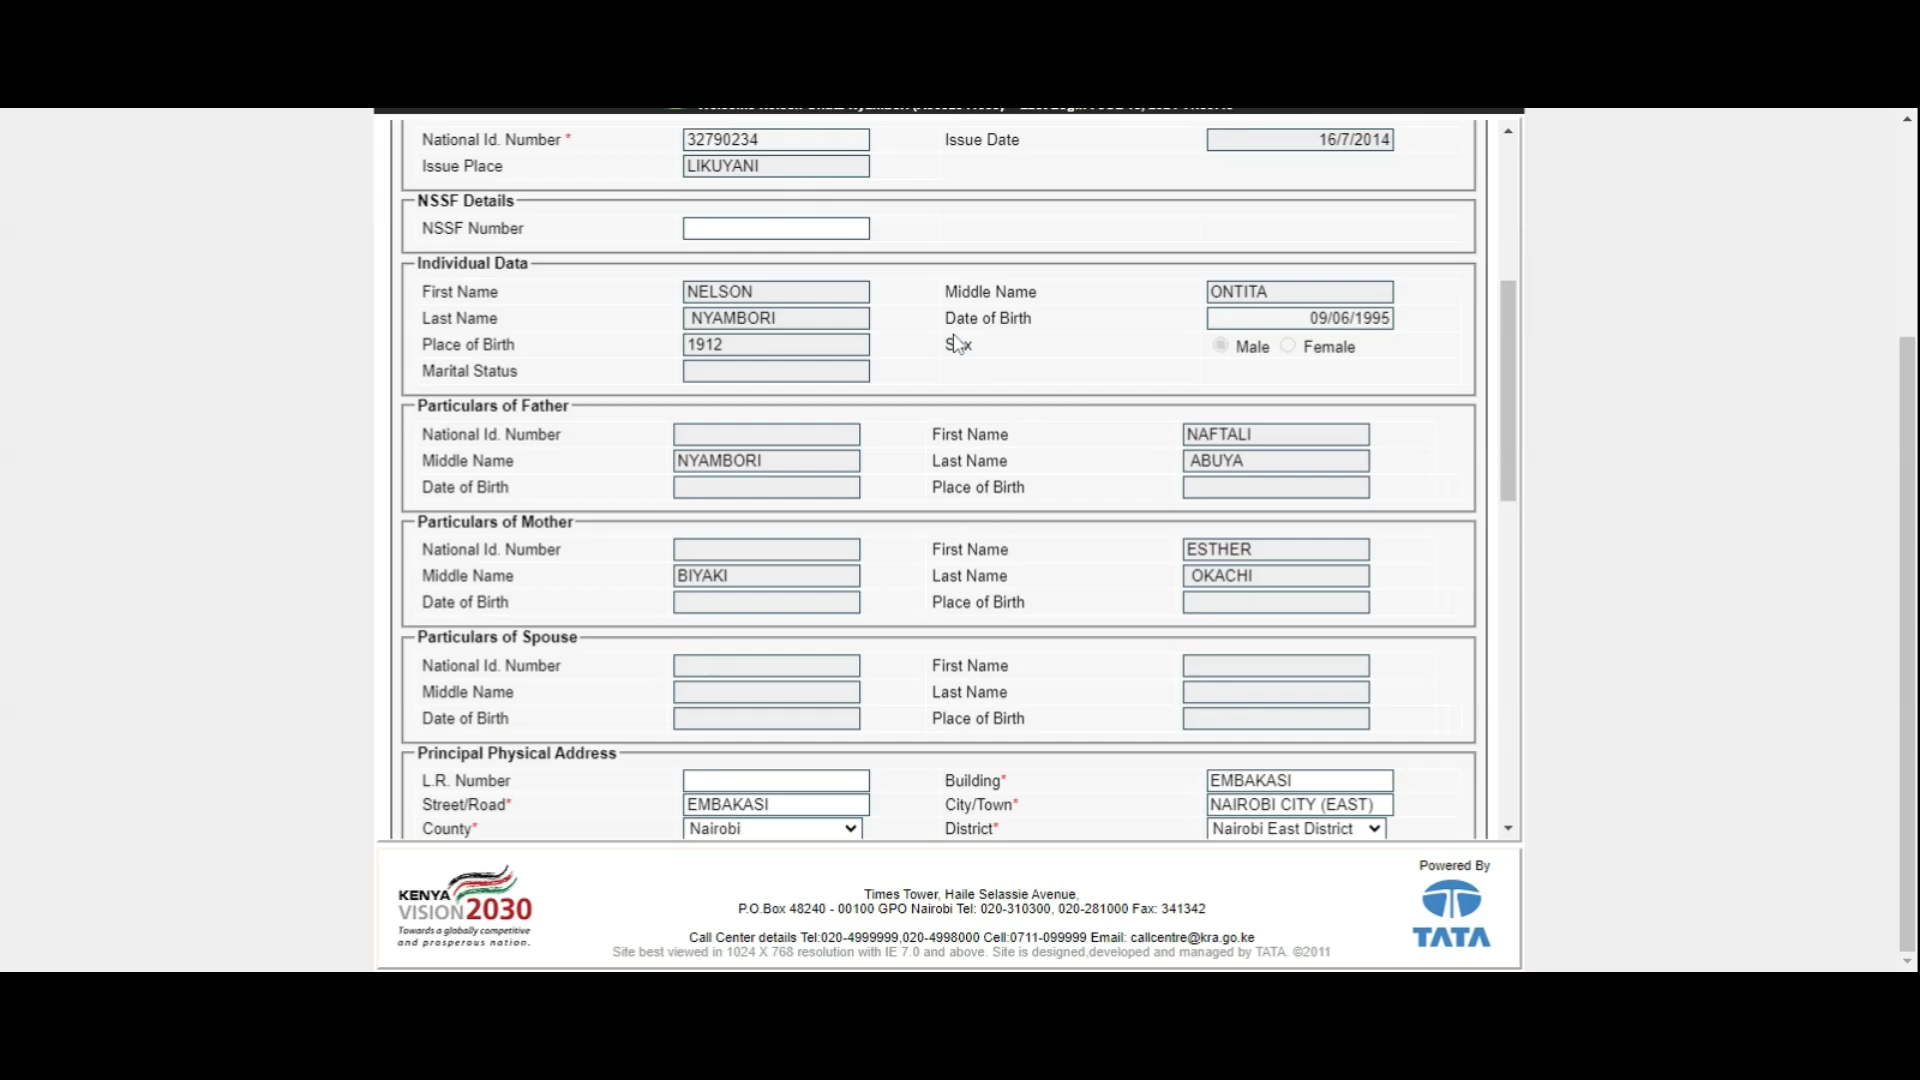 National Id. Number * 32790234 Issue Date 16/7/2014
Issue Place LIKUYANI
NSSF Details
NSSF Number
Individual Data
First Name NELSON Middle Name ONTITA
Last Name NYAMBORI Date of Birth 09/06/1995
Place of Birth 1912 Sex Male Female
Marital Status
Particulars of Father
National Id. Number First Name NAFTALI
Middle Name NYAMBORI Last Name ABUYA
Date of Birth Place of Birth
Particulars of Mother
National Id. Number First Name ESTHER
Middle Name BIYAKI Last Name OKACHI
Date of Birth Place of Birth
Particulars of Spouse
National Id. Number First Name
Middle Name Last Name
Date of Birth Place of Birth
Principal Physical Address
L.R. Number Building* EMBAKASI
Street/Road* EMBAKASI City/Town* NAIROBI CITY (EAST)
County* Nairobi District* Nairobi East District
KENYA
VISION 2030
Towards a globally competitive
and prosperous nation.
Times Tower, Haile Selassie Avenue,
P.O.Box 48240 - 00100 GPO Nairobi Tel: 020-310300, 020-281000 Fax: 341342
Call Center details Tel:020-4999999,020-4998000 Cell:0711-099999 Email: callcentre@kra.go.ke
Site best viewed in 1024 X 768 resolution with IE 7.0 and above. Site is designed,developed and managed by TATA. ©2011
Powered By
TATA